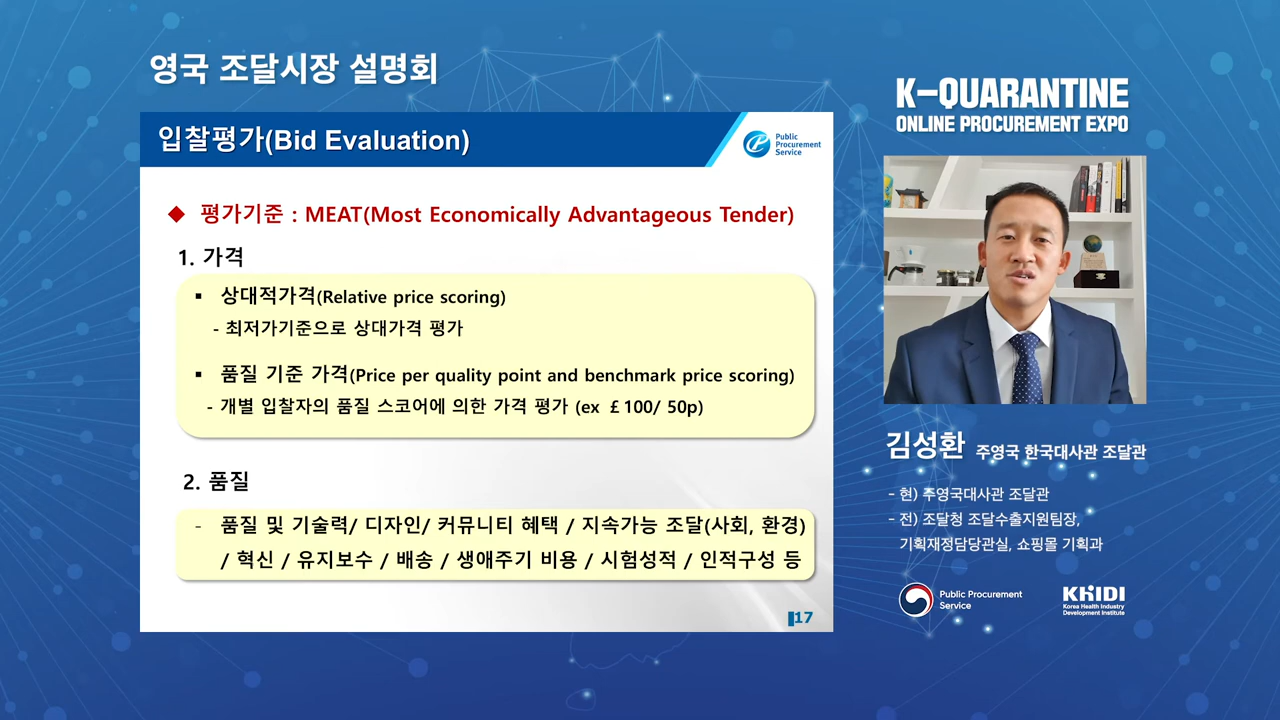 영국 조달시장 설명회
입찰평가(Bid Evaluation)
Public
Procurement
Service
◆ 평가기준 : MEAT(Most Economically Advantageous Tender)
1. 가격
▪ 상대적가격(Relative price scoring)
- 최저가기준으로 상대가격 평가
▪ 품질 기준 가격(Price per quality point and benchmark price scoring)
- 개별 입찰자의 품질 스코어에 의한 가격 평가 (ex £100/ 50p)
2. 품질
- 품질 및 기술력/ 디자인/ 커뮤니티 혜택 / 지속가능 조달(사회, 환경)
/ 혁신 / 유지보수 / 배송 / 생애주기 비용 / 시험성적 / 인적구성 등
17
K-QUARANTINE
ONLINE PROCUREMENT EXPO
김성환 주영국 한국대사관 조달관
- 현) 주영국대사관 조달관
- 전) 조달청 조달수출지원팀장,
기획재정담당관실, 쇼핑몰 기획과
Public Procurement
Service
KHIDI
Korea Health Industry
Development Institute